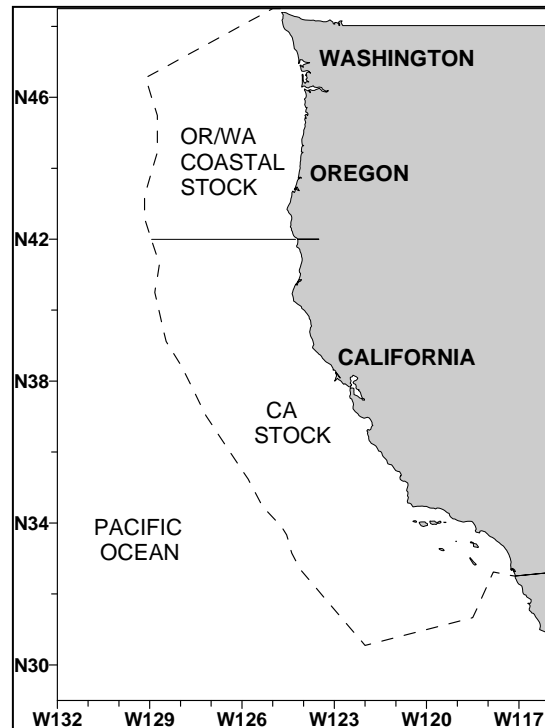 WASHINGTON
N46
OR/WA
COASTAL
STOCK
OREGON
N42
CALIFORNIA
N38
CA
STOCK
N34
PACIFIC
OCEAN
N30
W132 W129 W126 W123 W120 W117